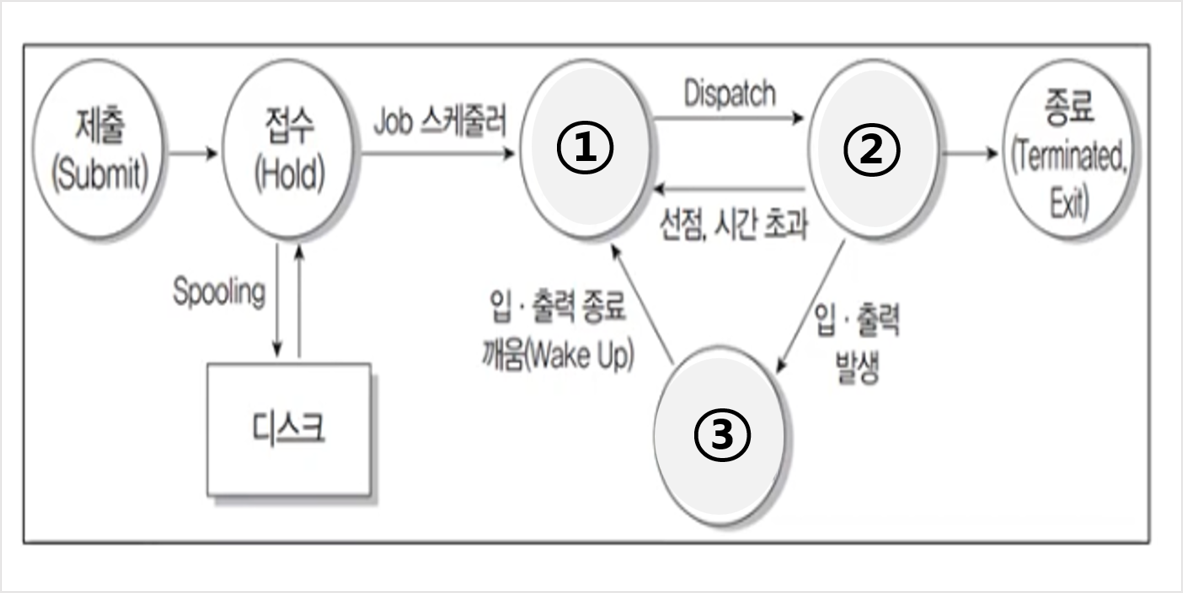 제출
(Submit)
접수
(Hold)
Job 스케줄러
①
Dispatch
②
종료
(Terminated,
Exit)
선점, 시간 초과
Spooling
입 · 출력 종료
깨움(Wake Up)
입 · 출력
발생
디스크
③